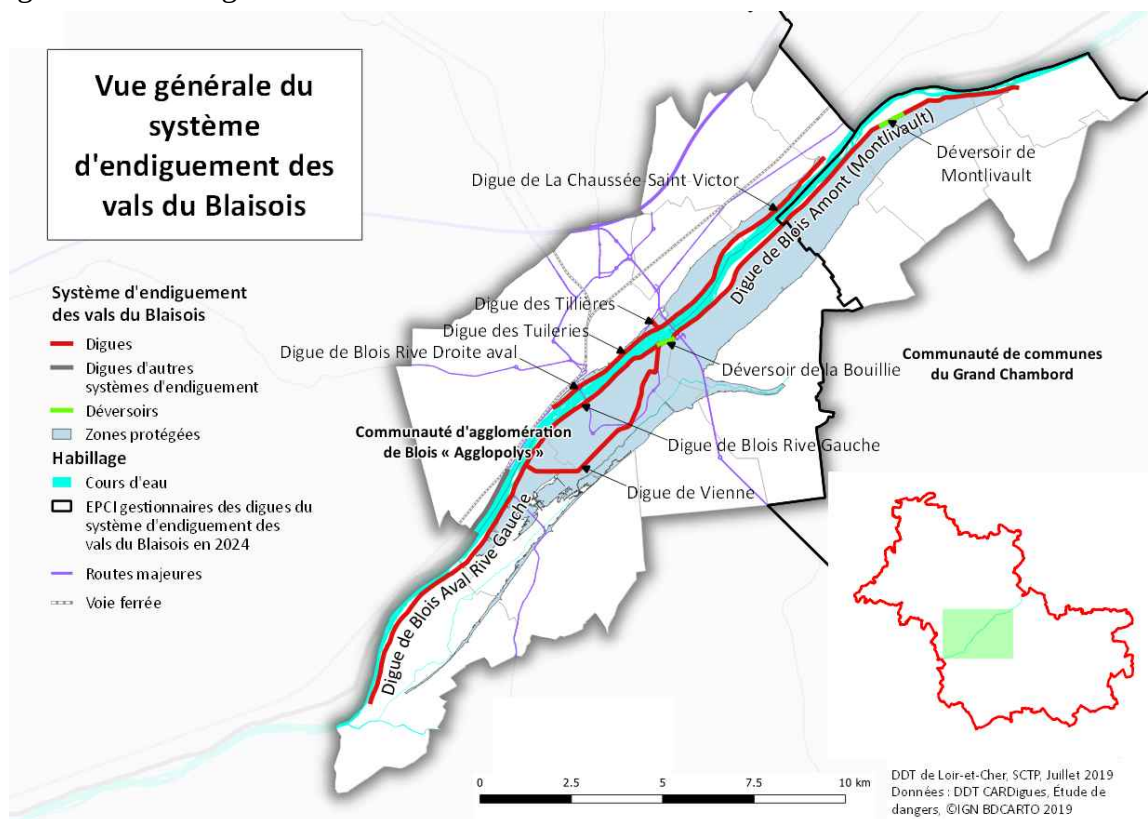 Vue générale du
système
d'endiguement des
vals du Blaisois
Système d'endiguement
des vals du Blaisois
Digues
Digues d'autres
systèmes d'endiguement
Déversoirs
Zones protégées
Habillage
Cours d'eau
EPCI gestionnaires des digues du
système d'endiguement des
vals du Blaisois en 2024
Routes majeures
Voie ferrée
Déversoir de
Montlivault
Digue de La Chaussée Saint-Victor
Digue de Blois Amont (Montlivault)
Digue des Tillières
Digue des Tuileries
Digue de Blois Rive Droite aval
Déversoir de la Bouillie
Communauté de communes
du Grand Chambord
Communauté d'agglomération
de Blois « Agglopolys »
Digue de Blois Rive Gauche
Digue de Vienne
Digue de Blois Aval Rive Gauche
0 2.5 5 7.5 10 km
DDT de Loir-et-Cher, SCTP, Juillet 2019
Données : DDT CARDigues, Étude de
dangers, ©IGN BDCARTO 2019